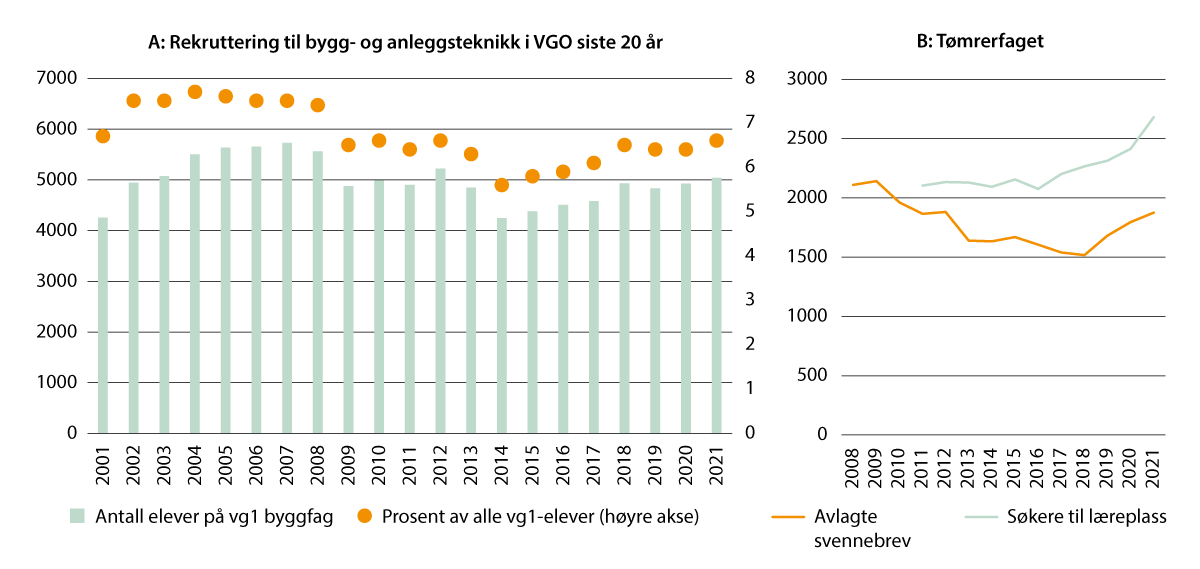 A: Rekruttering til bygg- og anleggsteknikk i VGO siste 20 år
7000
6000
5000
4000
3000
2000
1000
0
8
7
6
5
4
3
2
1
0
2001 2002 2003 2004 2005 2006 2007 2008 2009 2010 2011 2012 2013 2014 2015 2016 2017 2018 2019 2020 2021
Antall elever på vg1 byggfag
Prosent av alle vg1-elever (høyre akse)
B: Tømrerfaget
3000
2500
2000
1500
1000
500
0
2008 2009 2010 2011 2012 2013 2014 2015 2016 2017 2018 2019 2020 2021
Avlagte
svennebrev
Søkere til læreplass